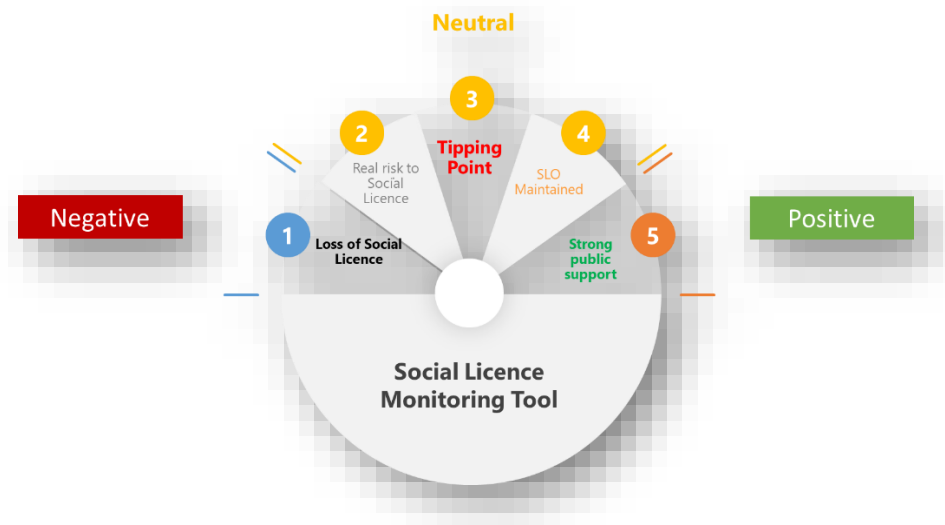 Neutral
3
2
4
Tipping
Point
Real risk to
Social
Licence
SLO
Maintained
Negative
Positive
1
5
Loss of Social
Licence
Strong
public
support
Social Licence
Monitoring Tool